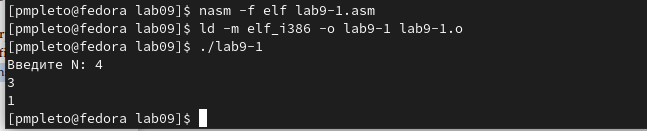 [pmpleto@fedora lab09]$ nasm -f elf lab9-1.asm
[pmpleto@fedora lab09]$ ld -m elf_i386 -o lab9-1 lab9-1.o
[pmpleto@fedora lab09]$ ./lab9-1
Введите N: 4
3
1
[pmpleto@fedora lab09]$